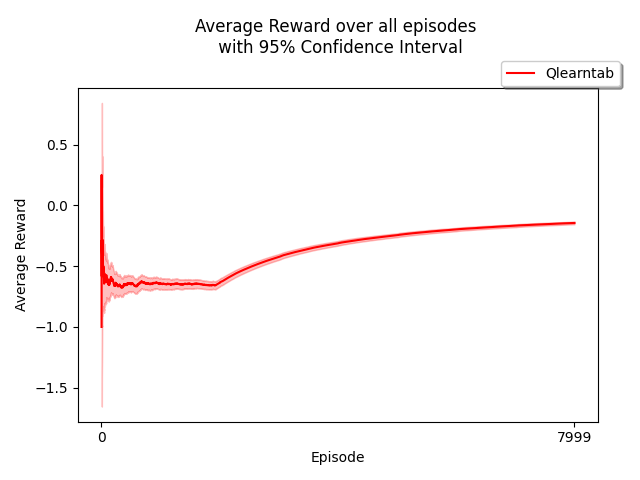 Average Reward over all episodes
with 95% Confidence Interval
Qlearntab
0.5
0.0
−0.5
−1.0
−1.5
Average Reward
0
7999
Episode